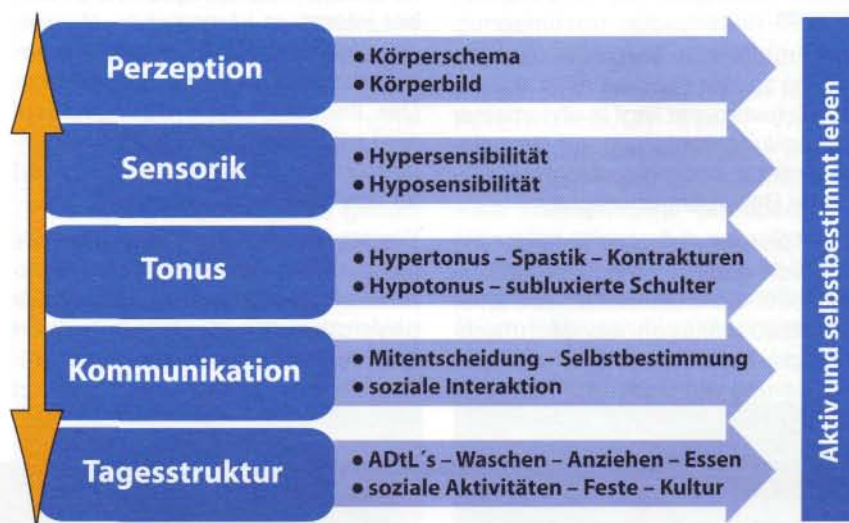 Perzeption
• Körperschema
• Körperbild
Sensorik
• Hypersensibilität
• Hyposensibilität
Tonus
• Hypertonus – Spastik – Kontrakturen
• Hypotonus – subluxierte Schulter
Kommunikation
• Mitentscheidung – Selbstbestimmung
• soziale Interaktion
Tagesstruktur
• ADtL´s – Waschen – Anziehen – Essen
• soziale Aktivitäten – Feste – Kultur
Aktiv und selbstbestimmt leben